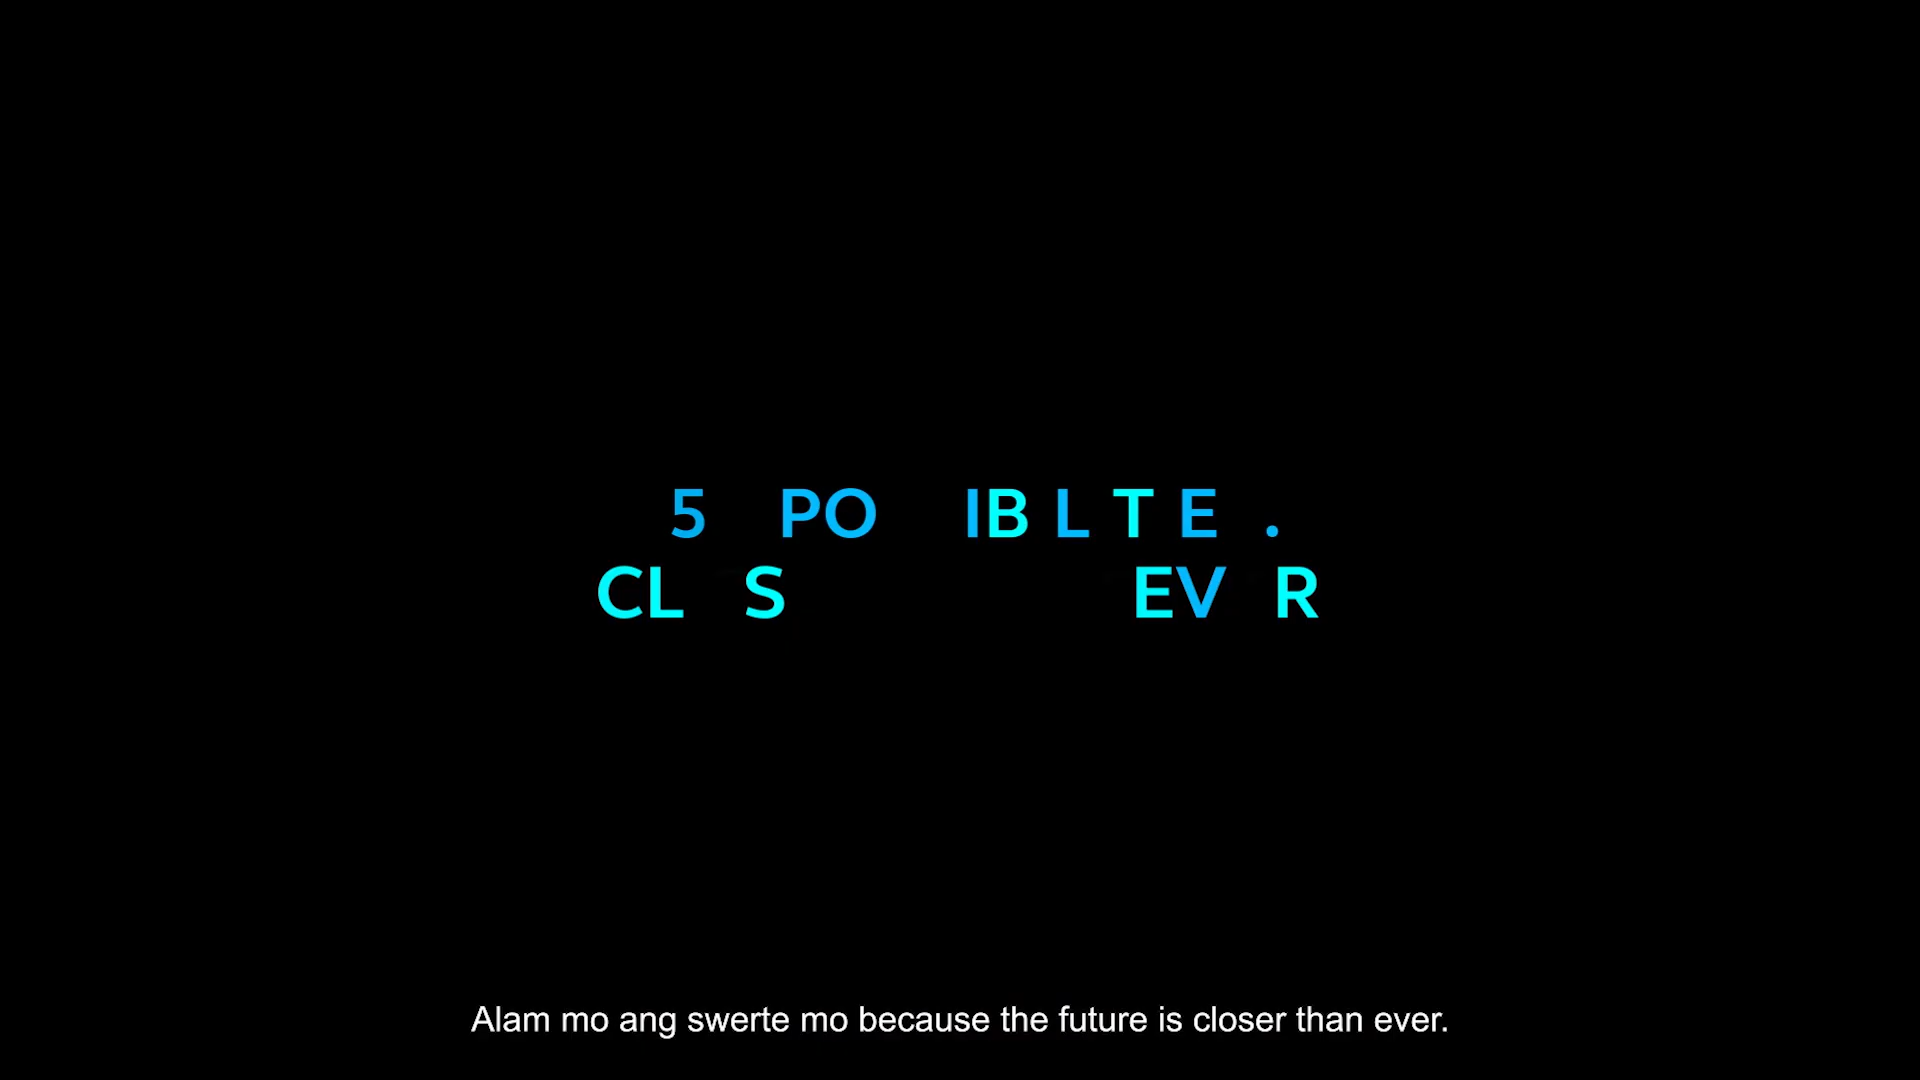 5 PO IB L T E .
CL S EV R
Alam mo ang swerte mo because the future is closer than ever.